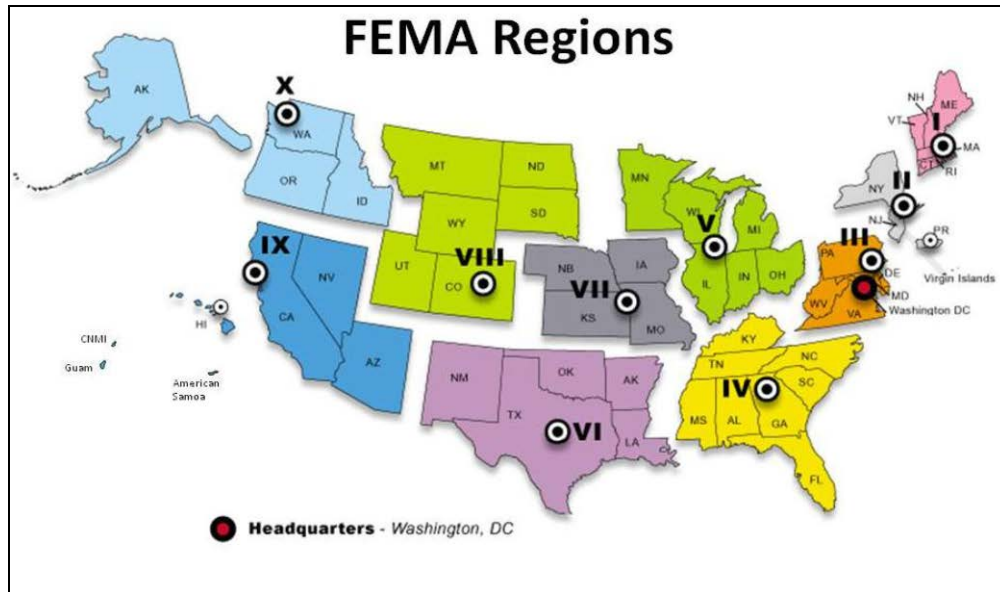 FEMA Regions
AK
X
WA
OR
ID
MT
ND
WY
SD
UT
CO
VIII
IX
NV
CA
AZ
HI
CNMI
Guam
American
Samoa
MN
WI
MI
V
IL
IN
OH
NB
IA
VII
KS
MO
NM
OK
AK
TX
VI
LA
KY
TN
NC
IV
SC
MS
AL
GA
FL
NH
ME
VT
I
MA
CT
RI
NY
II
NJ
PR
Virgin Islands
III
PA
DE
MD
WV
VA
Washington DC
Headquarters - Washington, DC